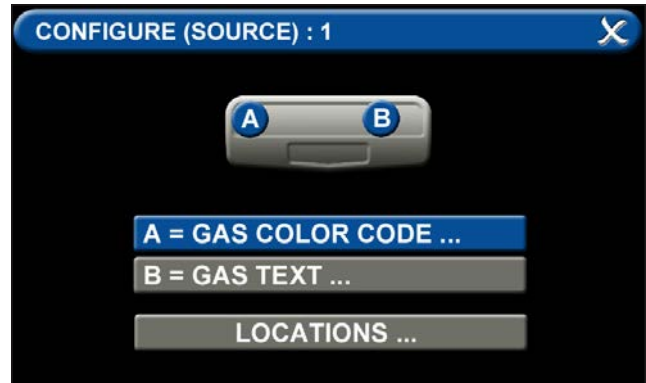 CONFIGURE (SOURCE) : 1
A B
A = GAS COLOR CODE ...
B = GAS TEXT ...
LOCATIONS ...